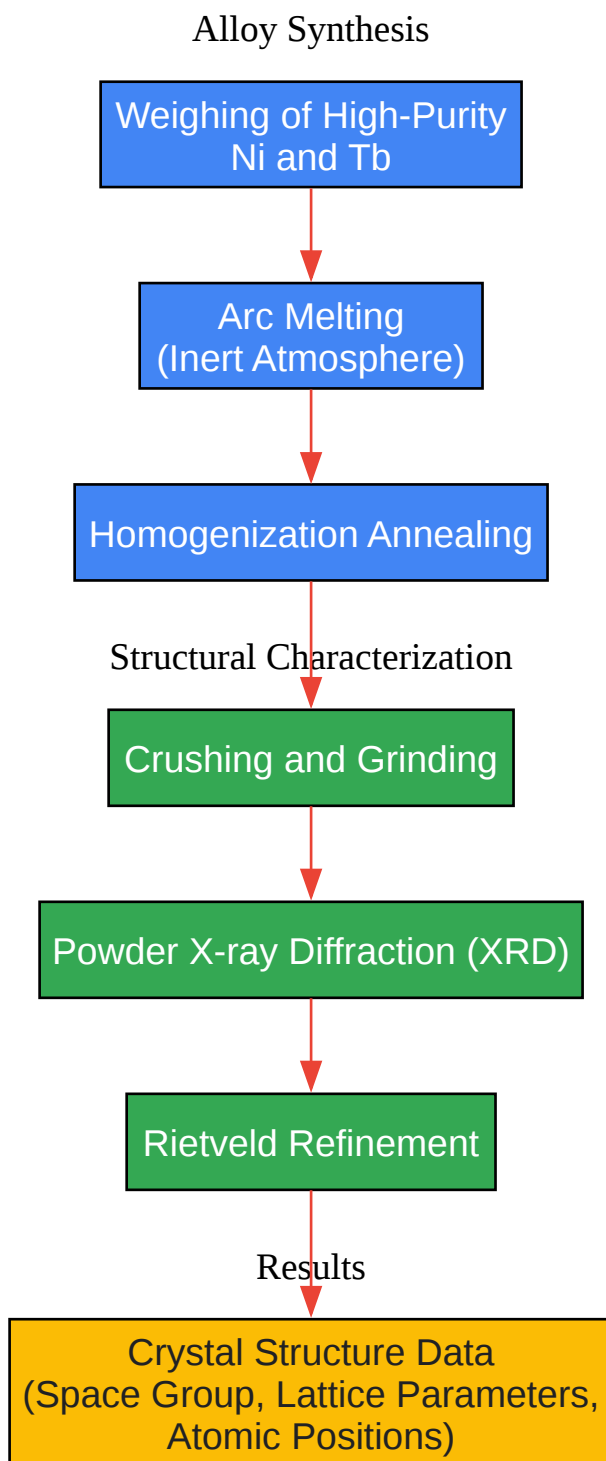 Alloy Synthesis
Weighing of High-Purity
Ni and Tb
Arc Melting
(Inert Atmosphere)
Homogenization Annealing
Structural Characterization
Crushing and Grinding
Powder X-ray Diffraction (XRD)
Rietveld Refinement
Results
Crystal Structure Data
(Space Group, Lattice Parameters,
Atomic Positions)